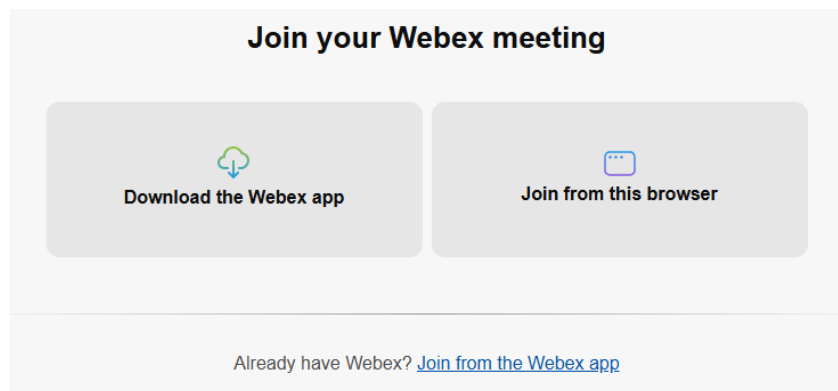 Join your Webex meeting
Download the Webex app
Join from this browser
Already have Webex? Join from the Webex app